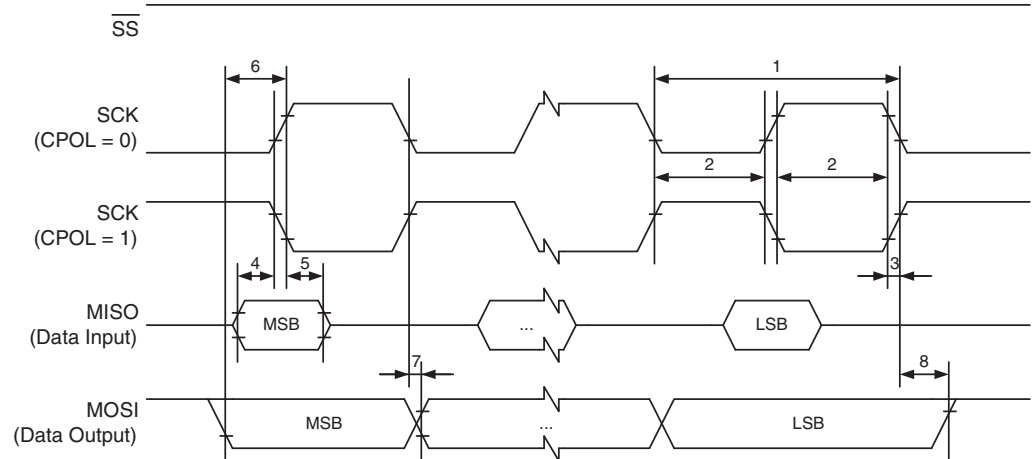 SS
6
1
SCK
(CPOL = 0)
2
2
SCK
(CPOL = 1)
4
5
3
MISO
(Data Input)
MSB
...
LSB
7
8
MOSI
(Data Output)
MSB
...
LSB